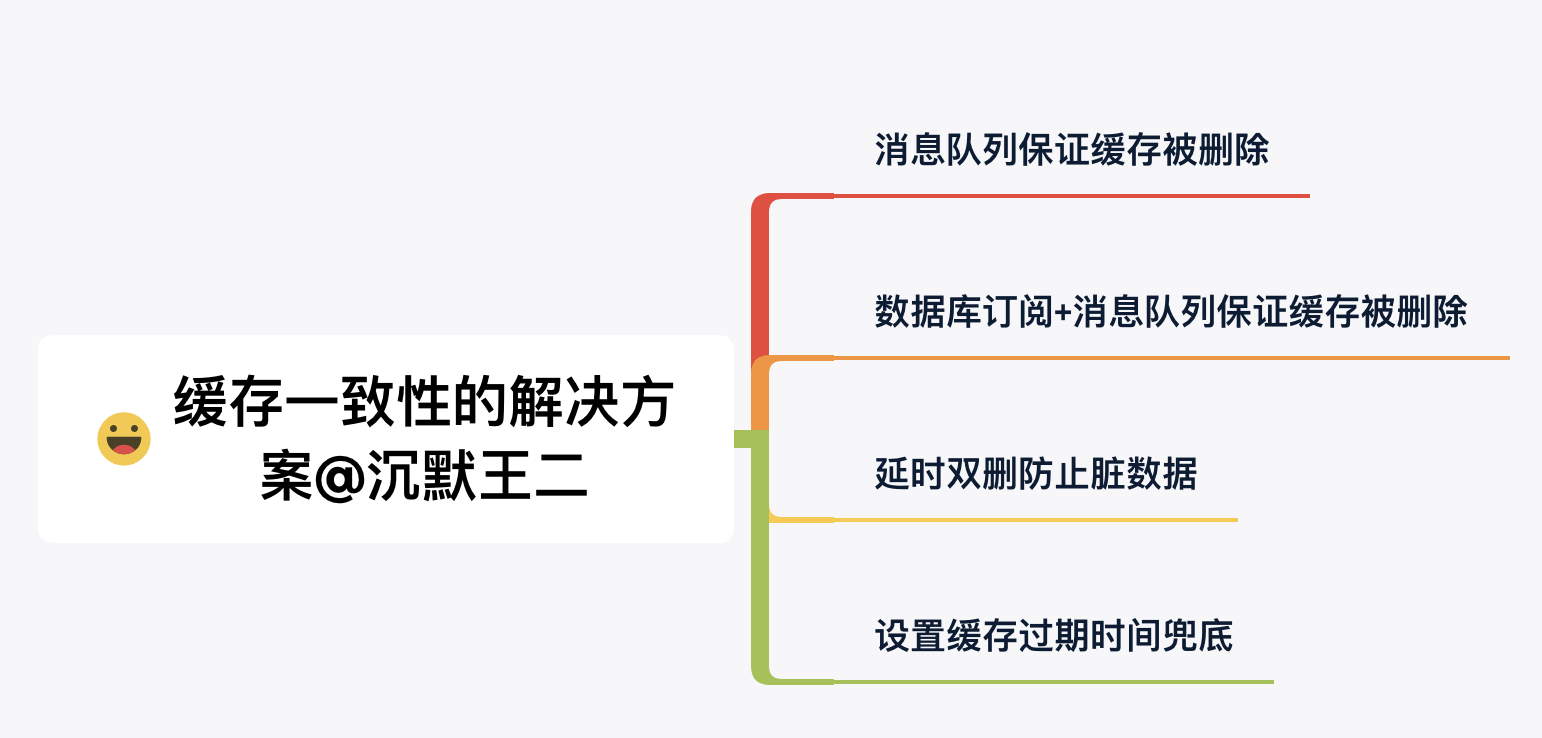 缓存一致性的解决方
案@沉默王二
消息队列保证缓存被删除
数据库订阅+消息队列保证缓存被删除
延时双删防止脏数据
设置缓存过期时间兜底